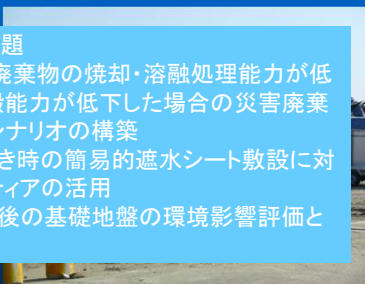 題
廃棄物の焼却・溶融処理能力が低
能力が低下した場合の災害廃棄
ナリオの構築
き時の簡易的遮水シート敷設に対
ティアの活用
後の基礎地盤の環境影響評価と